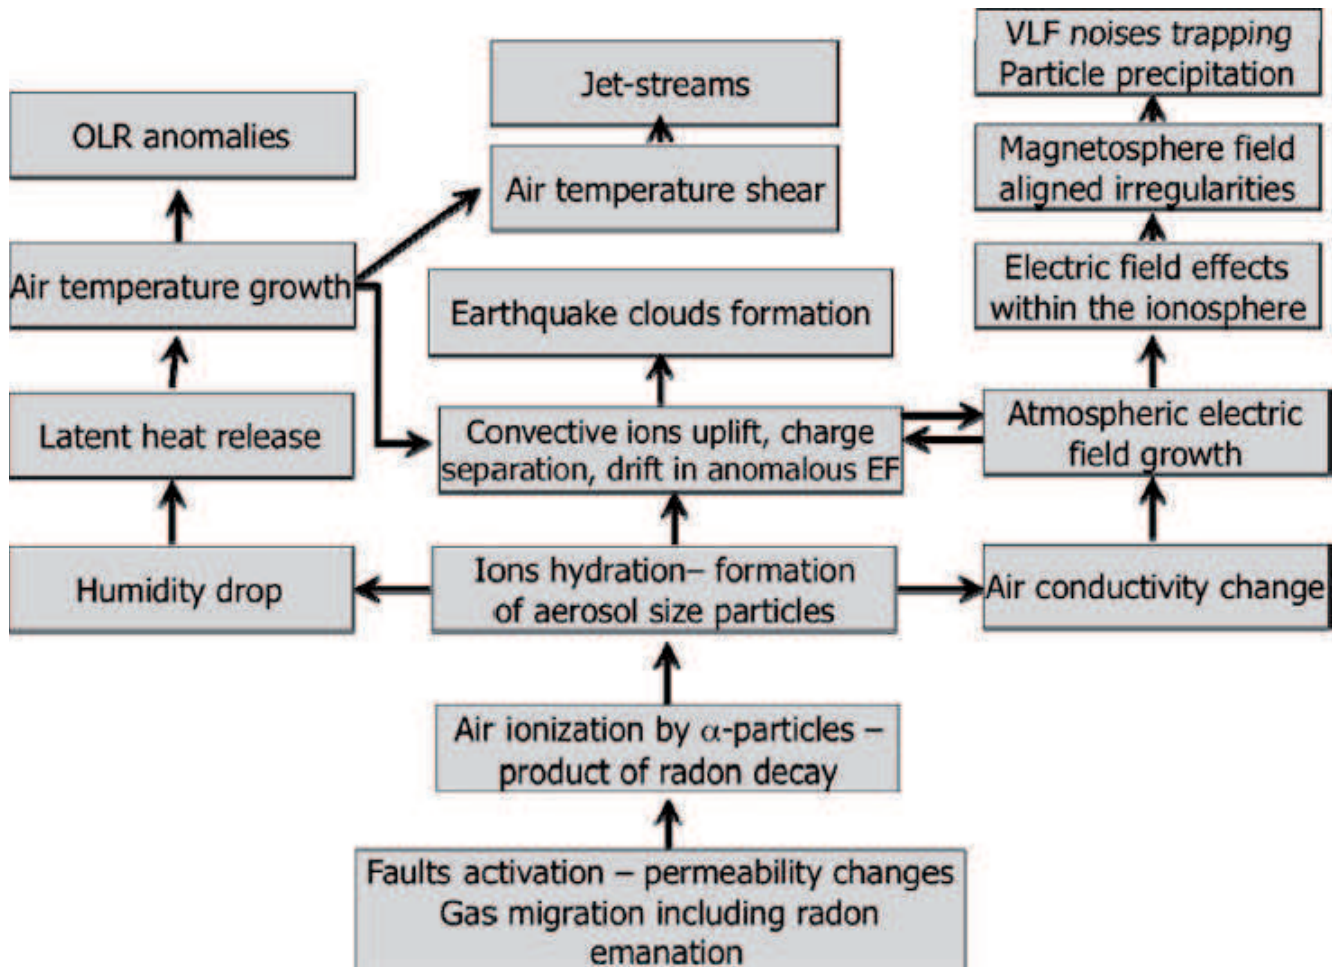 VLF noises trapping
Particle precipitation
Jet-streams
OLR anomalies
Magnetosphere field
aligned irregularities
Air temperature shear
Air temperature growth
Electric field effects
within the ionosphere
Earthquake clouds formation
Latent heat release
Convective ions uplift, charge
separation, drift in anomalous EF
Atmospheric electric
field growth
Humidity drop
Ions hydration– formation
of aerosol size particles
Air conductivity change
Air ionization by α-particles –
product of radon decay
Faults activation – permeability changes
Gas migration including radon
emanation